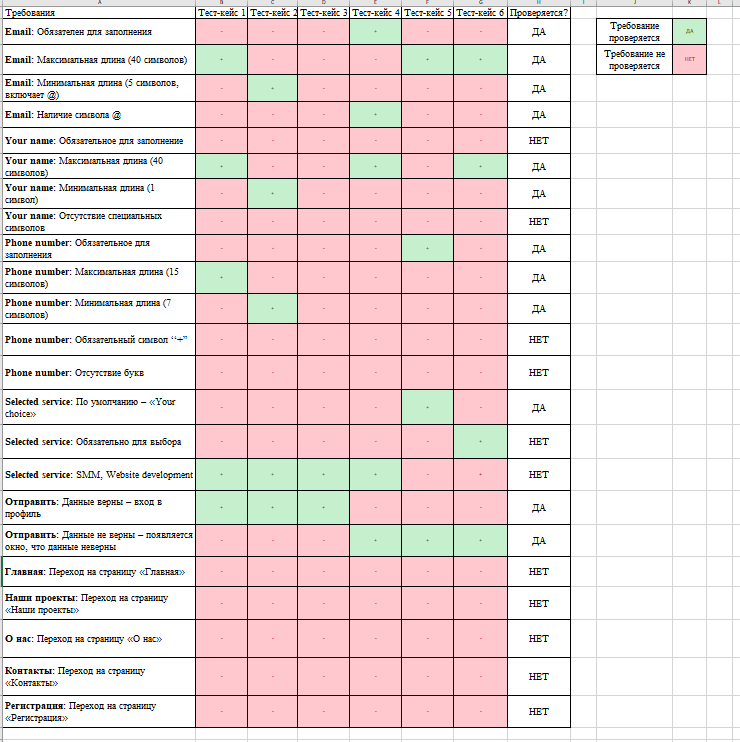 A B C D E F G H I J K L
Требования Тест-кейс 1 Тест-кейс 2 Тест-кейс 3 Тест-кейс 4 Тест-кейс 5 Тест-кейс 6 Проверяется?
Email: Обязателен для заполнения - - - + - - ДА
Требование
проверяется
ДА
Email: Максимальная длина (40 символов) + - - - + + ДА
Требование не
проверяется
НЕТ
Email: Минимальная длина (5 символов,
включает @) - + - - - - ДА
Email: Наличие символа @ - - - + - - ДА
Your name: Обязательное для заполнение - - - - - - НЕТ
Your name: Максимальная длина (40
символов) + - - + - + ДА
Your name: Минимальная длина (1
символ) - + - - - - ДА
Your name: Отсутствие специальных
символов - - - - - - НЕТ
Phone number: Обязательное для
заполнения - - - - + - ДА
Phone number: Максимальная длина (15
символов) + - - - - - ДА
Phone number: Минимальная длина (7
символов) - + - - - - ДА
Phone number: Обязательный символ “+” - - - - - - НЕТ
Phone number: Отсутствие букв - - - - - - НЕТ
Selected service: По умолчанию – «Your
choice» - - - - + - ДА
Selected service: Обязательно для выбора - - - - - + НЕТ
Selected service: SMM, Website development + + + + - + НЕТ
Отправить: Данные верны – вход в
профиль + + + - - - ДА
Отправить: Данные не верны – появляется
окно, что данные неверны - - - + + + ДА
Главная: Переход на страницу «Главная» - - - - - - НЕТ
Наши проекты: Переход на страницу
«Наши проекты» - - - - - - НЕТ
О нас: Переход на страницу «О нас» - - - - - - НЕТ
Контакты: Переход на страницу
«Контакты» - - - - - - НЕТ
Регистрация: Переход на страницу
«Регистрация» - - - - - - НЕТ